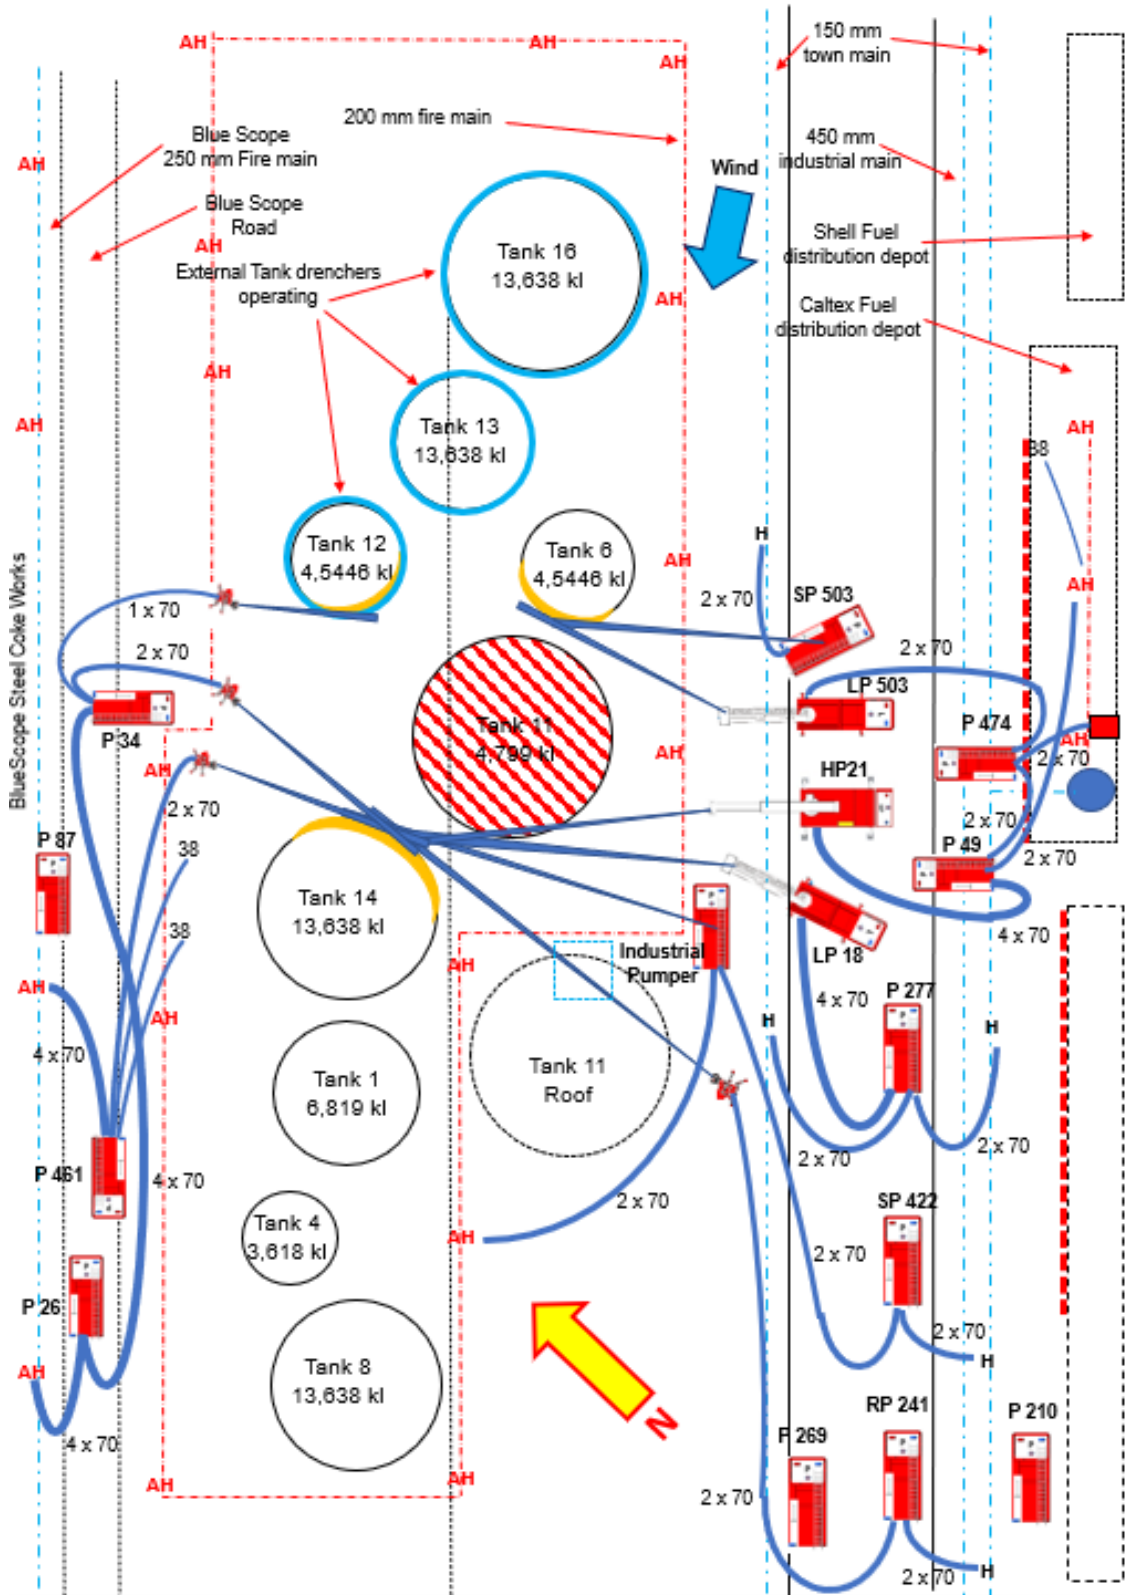 AH
AH
AH
150 mm
town main
200 mm fire main
Blue Scope
250 mm Fire main
AH
450 mm
industrial main
Wind
Blue Scope
Road
AH
Shell Fuel
distribution depot
Tank 16
13,638 kl
External Tank drenchers
operating
AH
Caltex Fuel
distribution depot
AH
AH
Tank 13
13,638 kl
AH
38
Tank 12
4,5446 kl
Tank 6
4,5446 kl
H
AH
AH
BlueScope Steel Coke Works
1 x 70
2 x 70
SP 503
2 x 70
2 x 70
LP 503
P 34
Tank 11
4,799 kl
P 474
AH
AH
AH
2 x 70
HP21
2 x 70
2 x 70
P 87
38
P 49
2 x 70
Tank 14
13,638 kl
38
4 x 70
Industrial
Pumper
LP 18
AH
AH
4 x 70
P 277
AH
H
H
4 x 70
Tank 11
Roof
Tank 1
6,819 kl
2 x 70
2 x 70
P 461
4 x 70
2 x 70
SP 422
Tank 4
3,618 kl
AH
2 x 70
P 26
2 x 70
H
AH
Tank 8
13,638 kl
N
RP 241
P 210
4 x 70
P 269
AH
AH
2 x 70
2 x 70
H